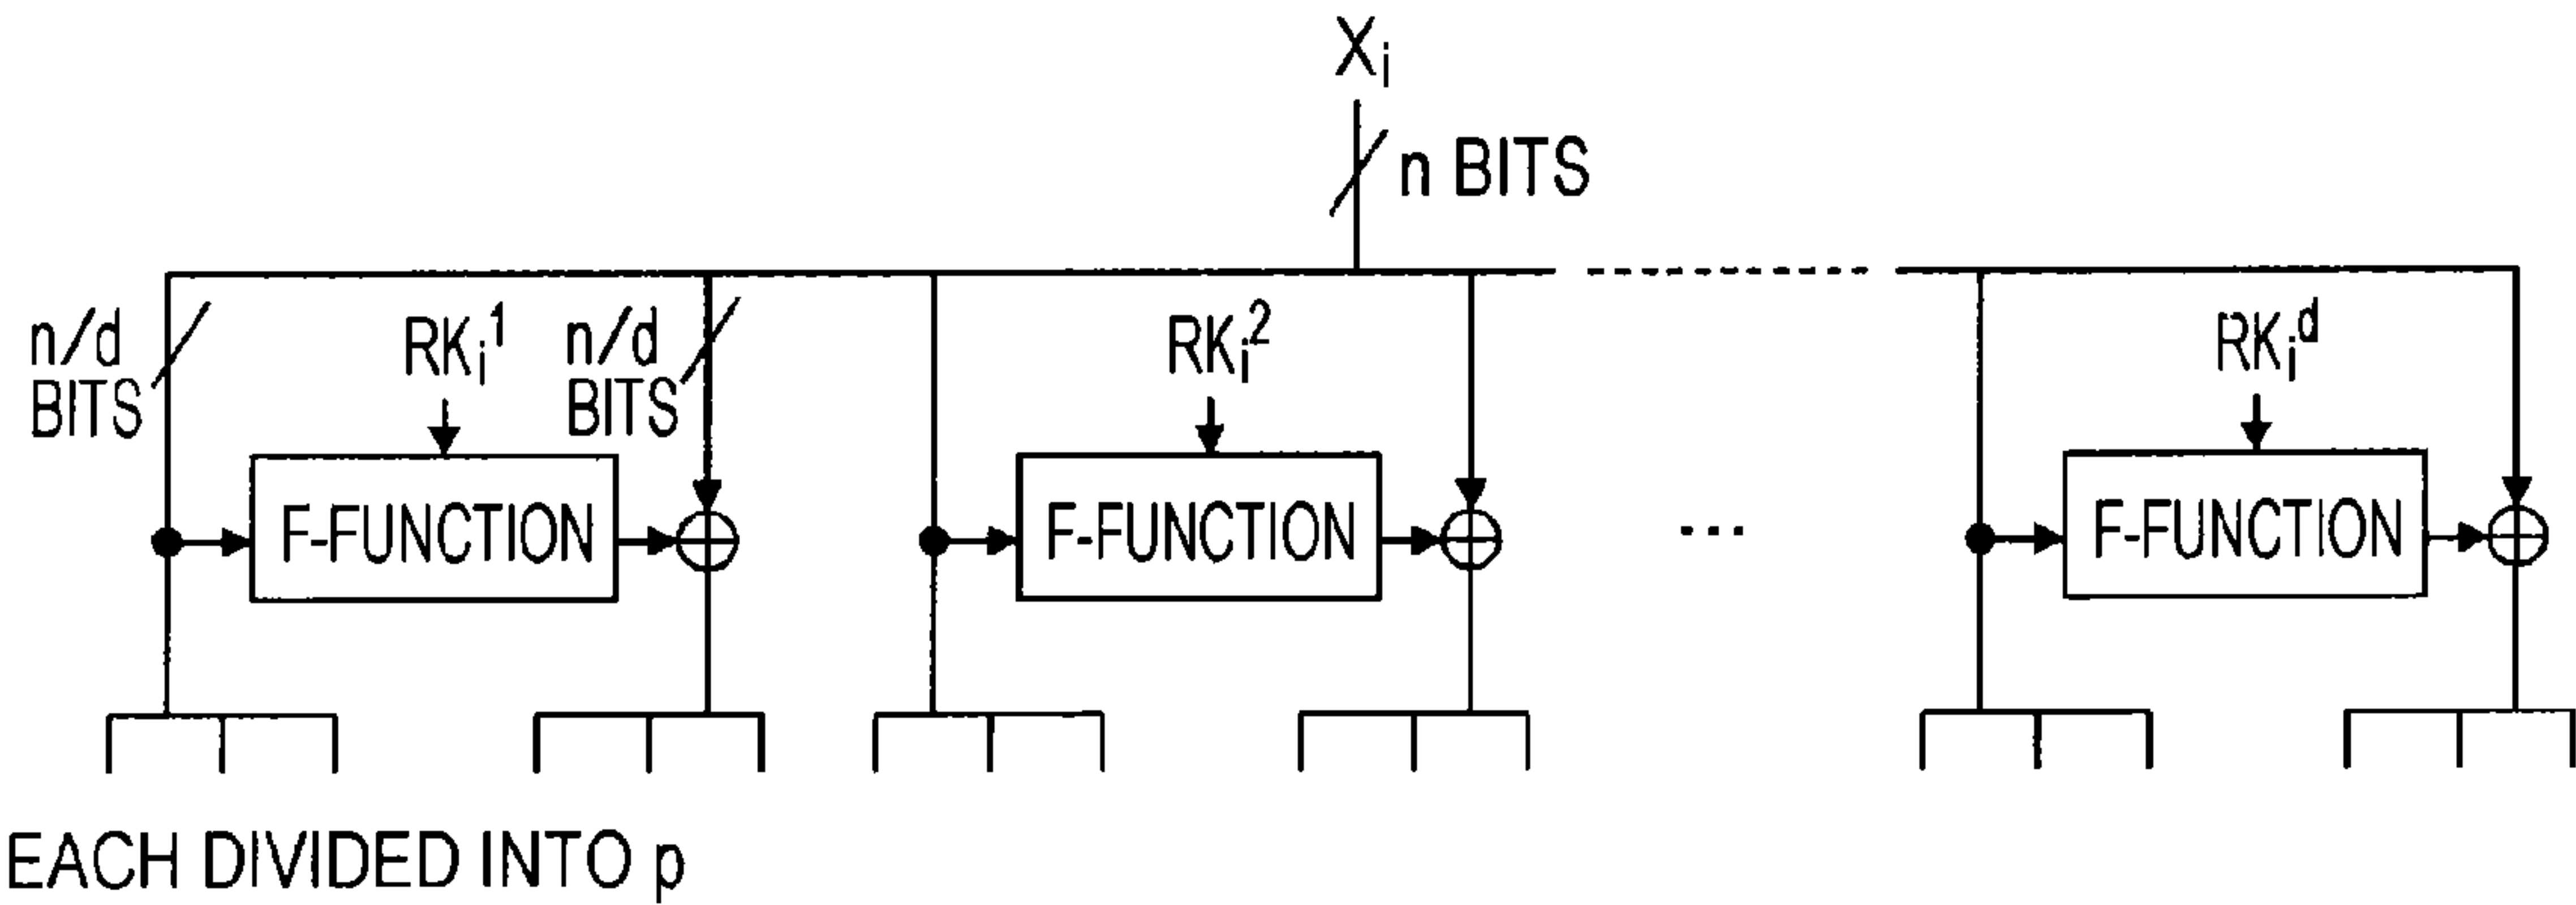 Xᵢ
n BITS
n/d
BITS
RKᵢ¹
n/d
BITS
RKᵢ²
RKᵢᵈ
F-FUNCTION
F-FUNCTION
...
F-FUNCTION
EACH DIVIDED INTO p